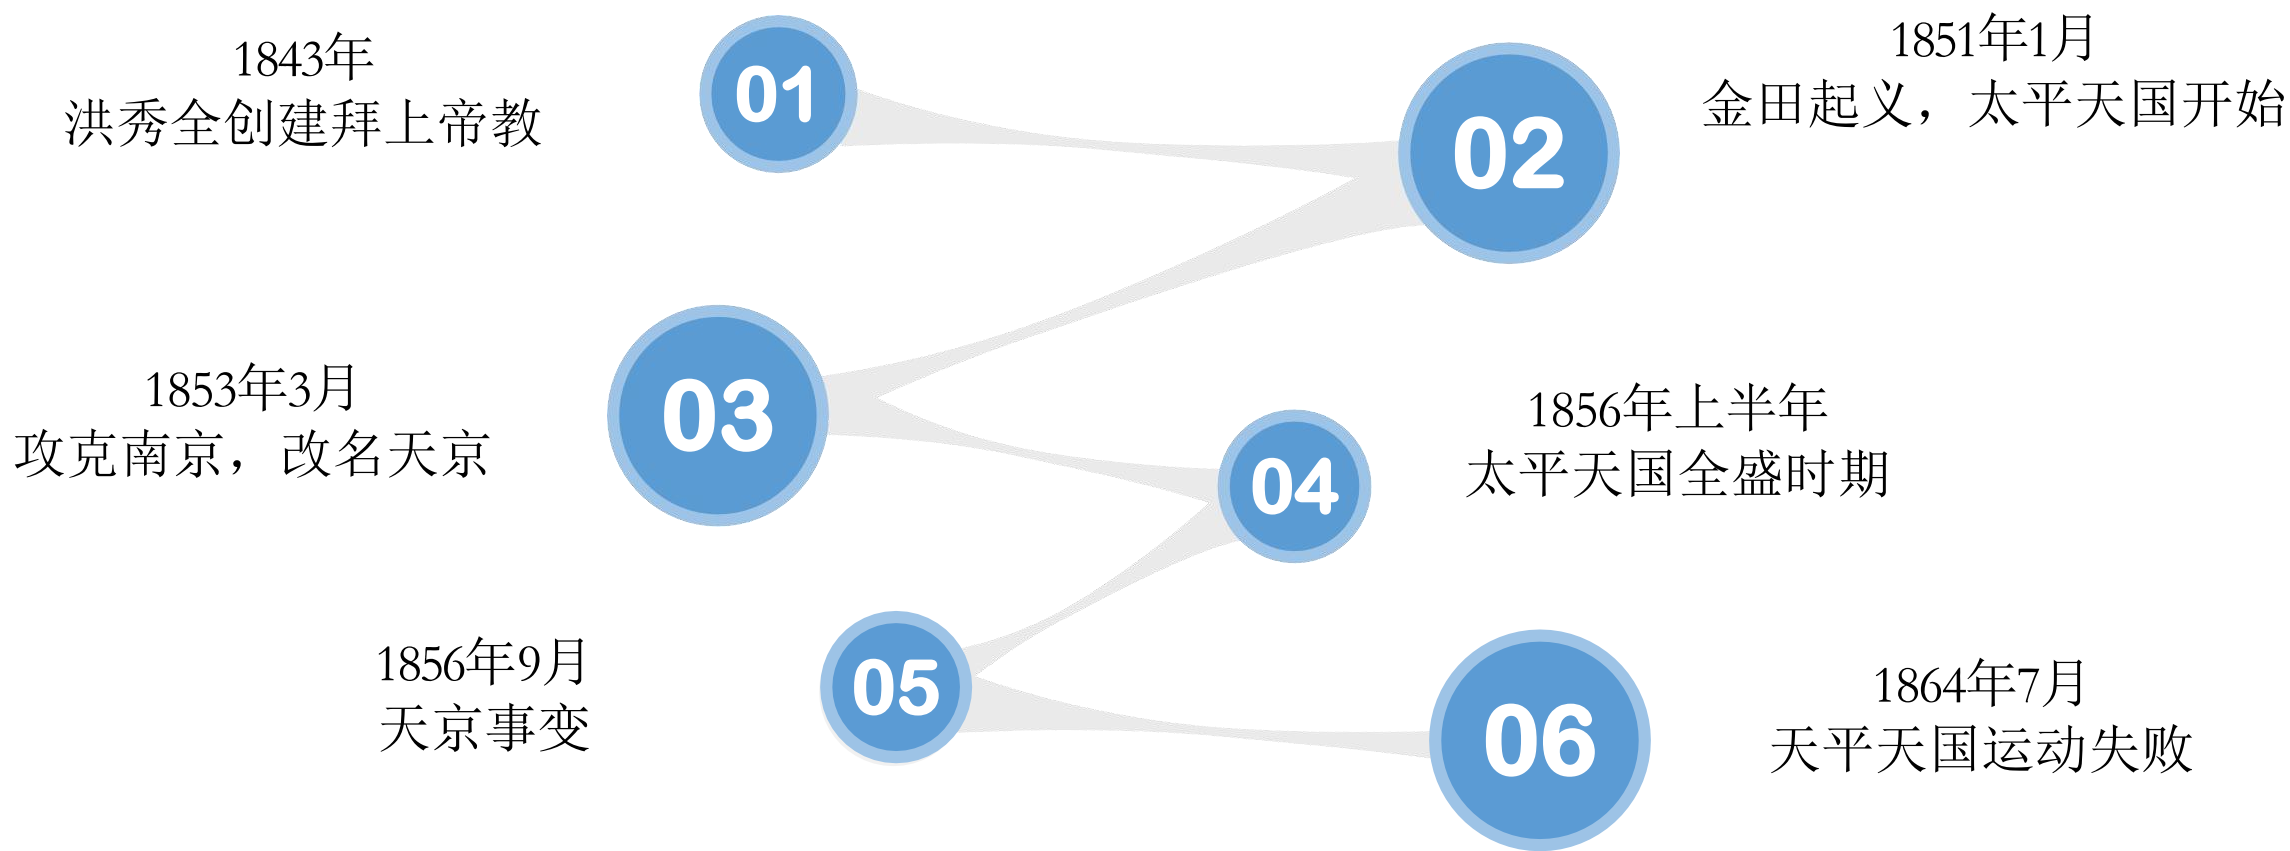 1843年
洪秀全创建拜上帝教
01
1851年1月
金田起义，太平天国开始
02
1853年3月
攻克南京，改名天京
03
1856年上半年
太平天国全盛时期
04
1856年9月
天京事变
05
1864年7月
天平天国运动失败
06